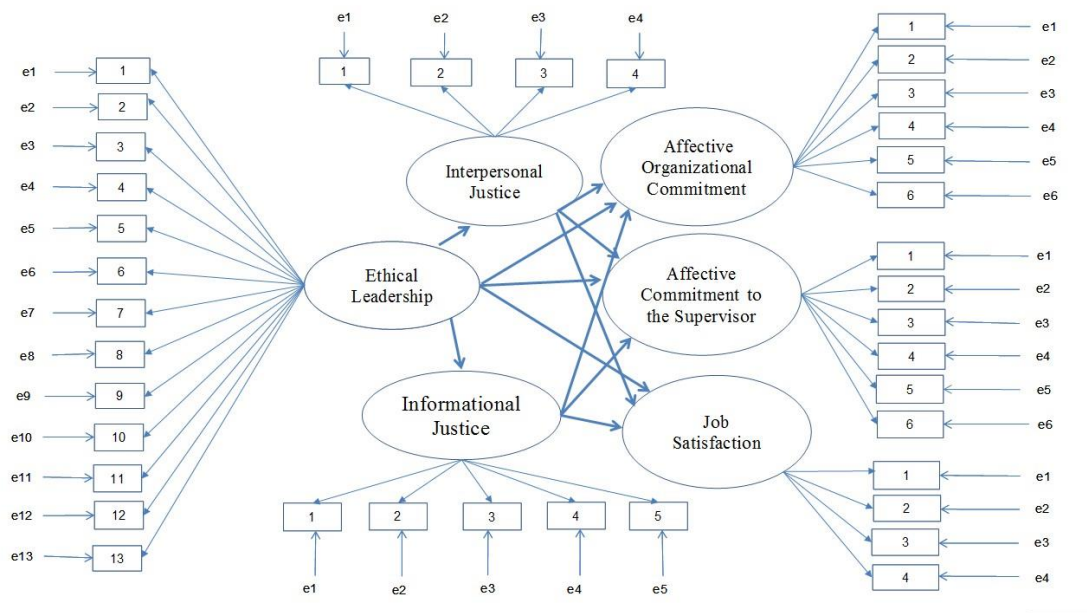 e1
e2
e3
e4
1
2
3
4
e1
1
e2
2
e3
3
e4
4
e5
5
e6
6
e7
7
e8
8
e9
9
e10
10
e11
11
e12
12
e13
13
Interpersonal
Justice
Ethical
Leadership
Informational
Justice
1
2
3
4
5
e1
e2
e3
e4
e5
Affective
Organizational
Commitment
1
e1
2
e2
3
e3
4
e4
5
e5
6
e6
Affective
Commitment to
the Supervisor
1
e1
2
e2
3
e3
4
e4
5
e5
6
e6
Job
Satisfaction
1
e1
2
e2
3
e3
4
e4